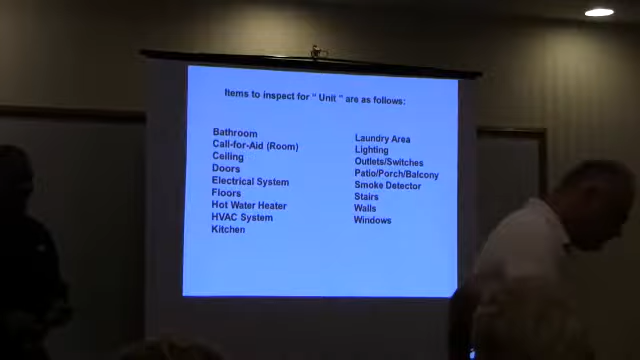 Items to inspect for " Unit " are as follows:
Bathroom
Call-for-Aid (Room)
Ceiling
Doors
Electrical System
Floors
Hot Water Heater
HVAC System
Kitchen
Laundry Area
Lighting
Outlets/Switches
Patio/Porch/Balcony
Smoke Detector
Stairs
Walls
Windows